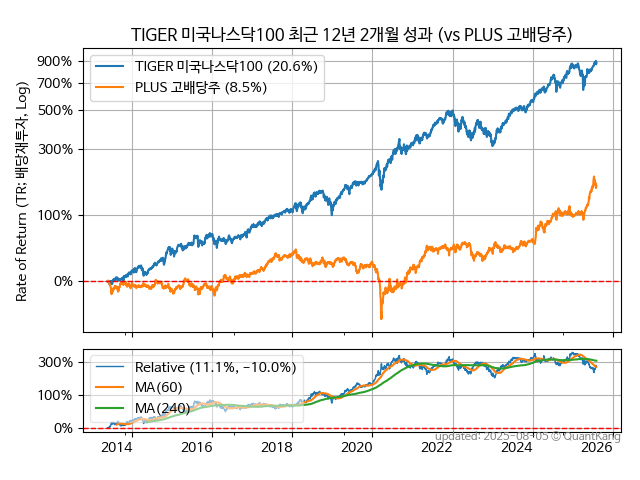 TIGER 미국나스닥100 최근 12년 2개월 성과 (vs PLUS 고배당주)
Rate of Return (TR: 배당재투자, Log)
900%
700%
500%
300%
100%
0%
TIGER 미국나스닥100 (20.6%)
PLUS 고배당주 (8.5%)
300%
100%
0%
Relative (11.1%, −10.0%)
MA(60)
MA(240)
2014 2016 2018 2020 2022 2024 2026
updated: 2025-08-05 © QuantKang